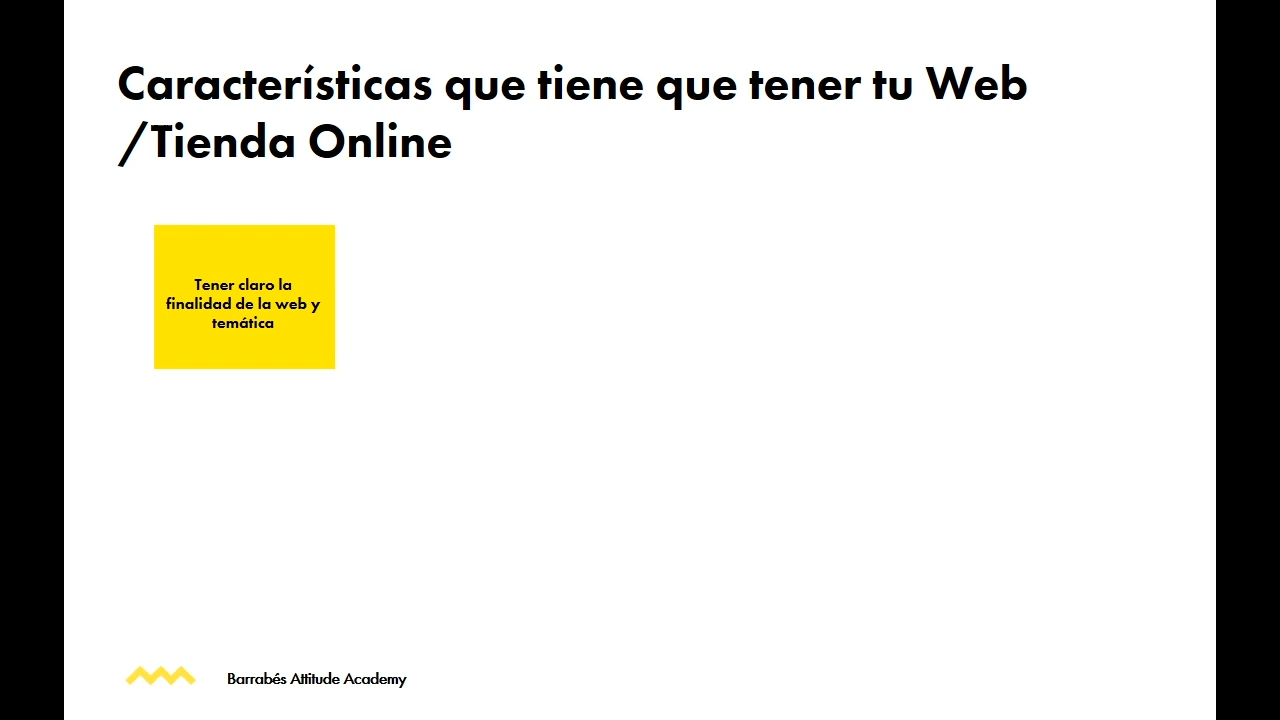 Características que tiene que tener tu Web
/Tienda Online
Tener claro la
finalidad de la web y
temática
Barrabés Attitude Academy